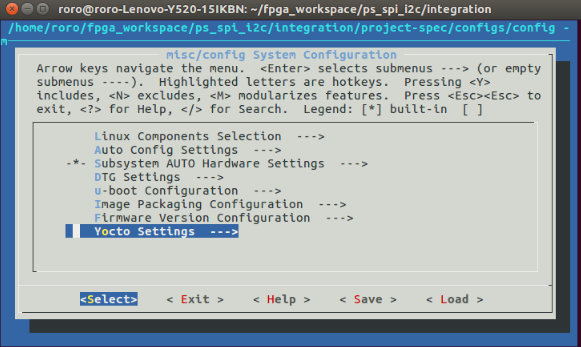 roro@roro-Lenovo-Y520-15IKBN: ~/fpga_workspace/ps_spi_i2c/integration
/home/roro/fpga_workspace/ps_spi_i2c/integration/project-spec/configs/config -
m
misc/config System Configuration
Arrow keys navigate the menu. <Enter> selects submenus ---> (or empty
submenus ----). Highlighted letters are hotkeys. Pressing <Y>
includes, <N> excludes, <M> modularizes features. Press <Esc><Esc> to
exit, <?> for Help, </> for Search. Legend: [*] built-in [ ]
Linux Components Selection --->
Auto Config Settings --->
-*- Subsystem AUTO Hardware Settings --->
DTG Settings --->
u-boot Configuration --->
Image Packaging Configuration --->
Firmware Version Configuration --->
Yocto Settings --->
<Select> < Exit > < Help > < Save > < Load >